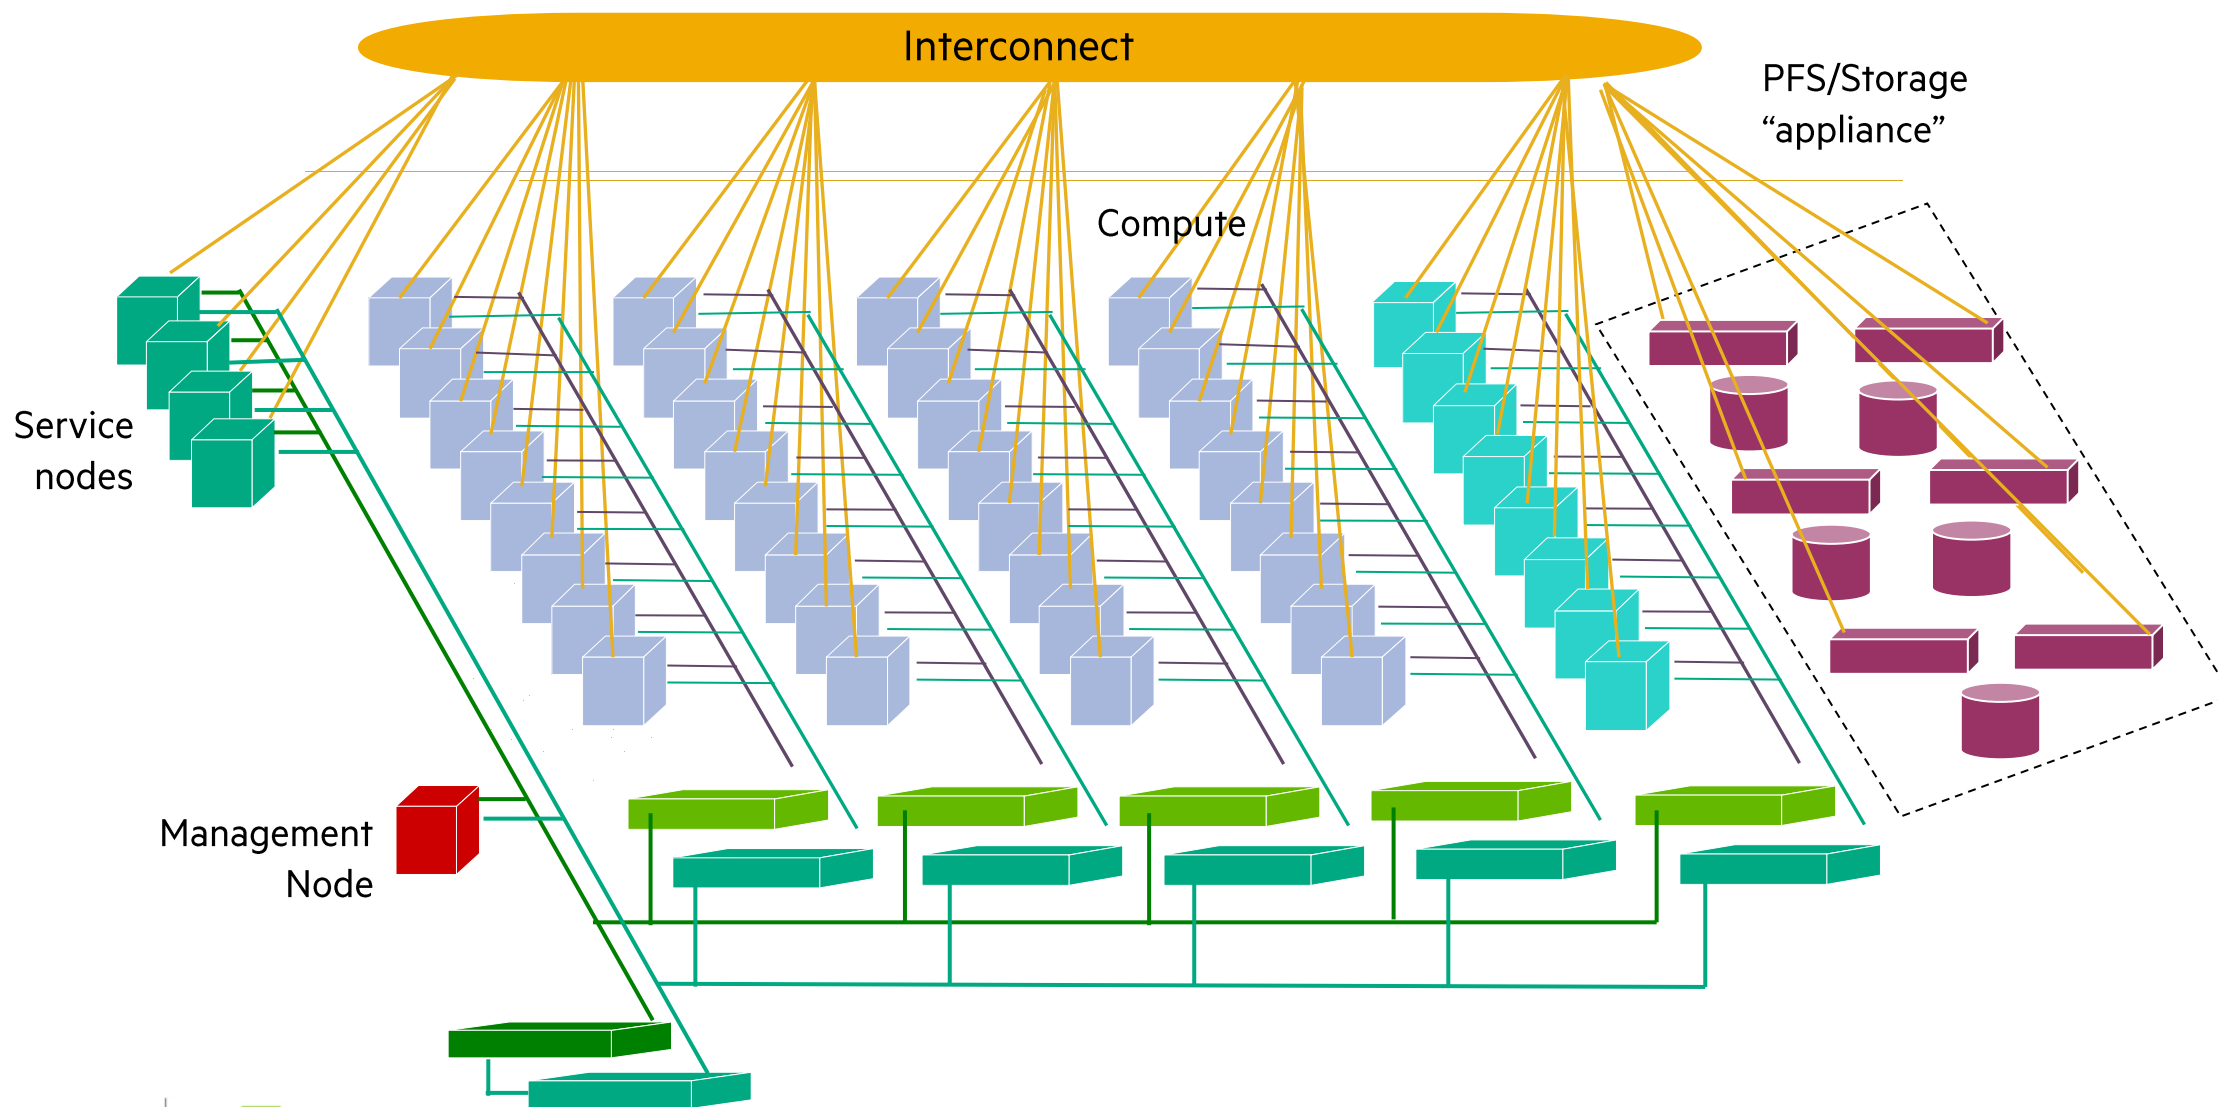 Interconnect
PFS/Storage
“appliance”
Compute
Service
nodes
Management
Node